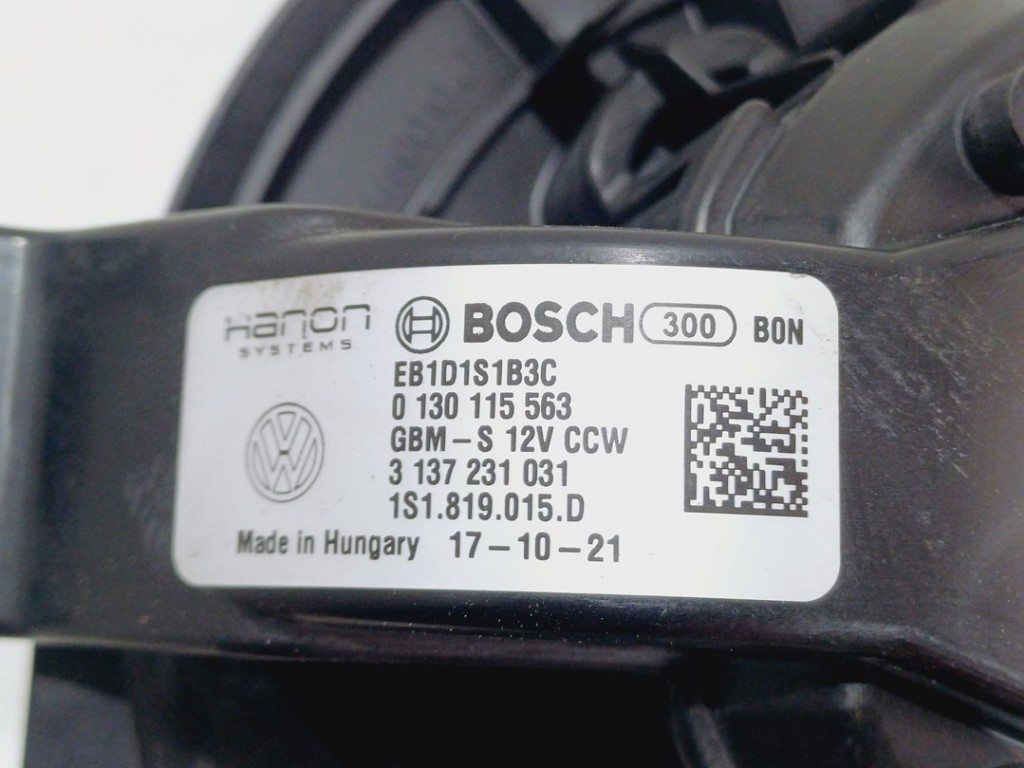 Hanon
SYSTEMS
BOSCH 300 BON
EB1D1S1B3C
0 130 115 563
GBM-S 12V CCW
3 137 231 031
1S1.819.015.D
Made in Hungary 17-10-21